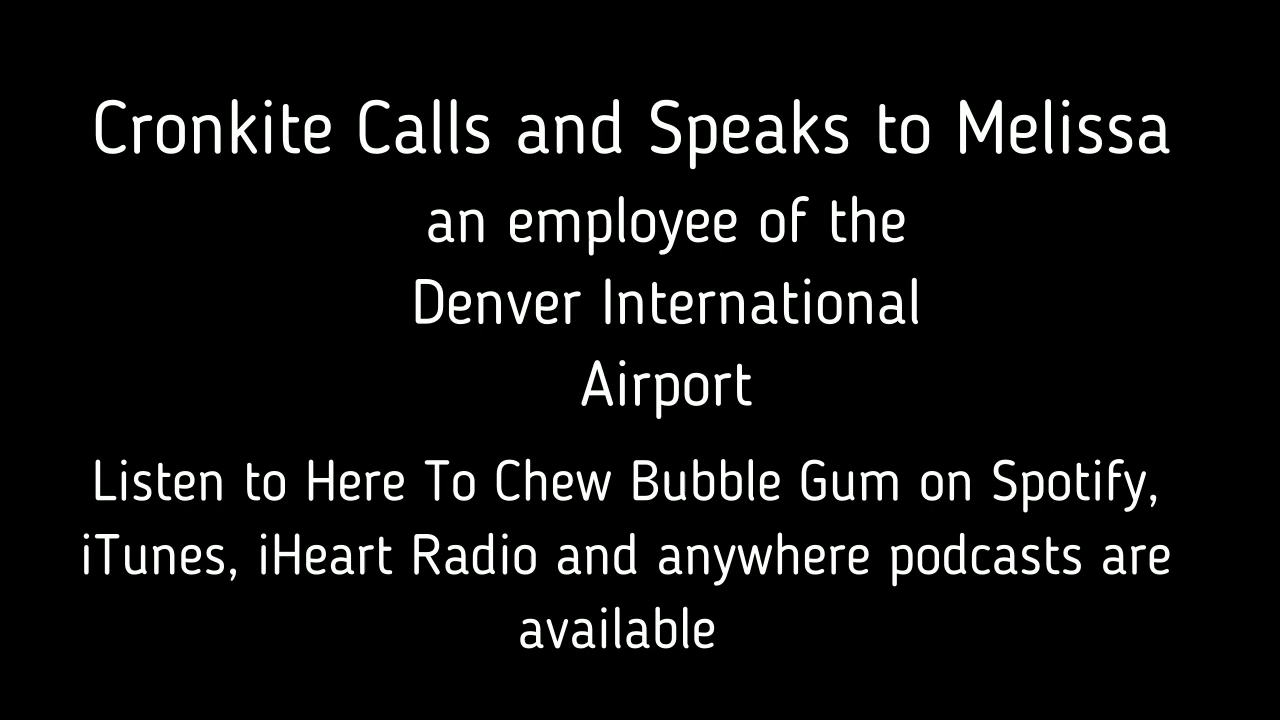 Cronkite Calls and Speaks to Melissa
an employee of the
Denver International
Airport
Listen to Here To Chew Bubble Gum on Spotify,
iTunes, iHeart Radio and anywhere podcasts are
available